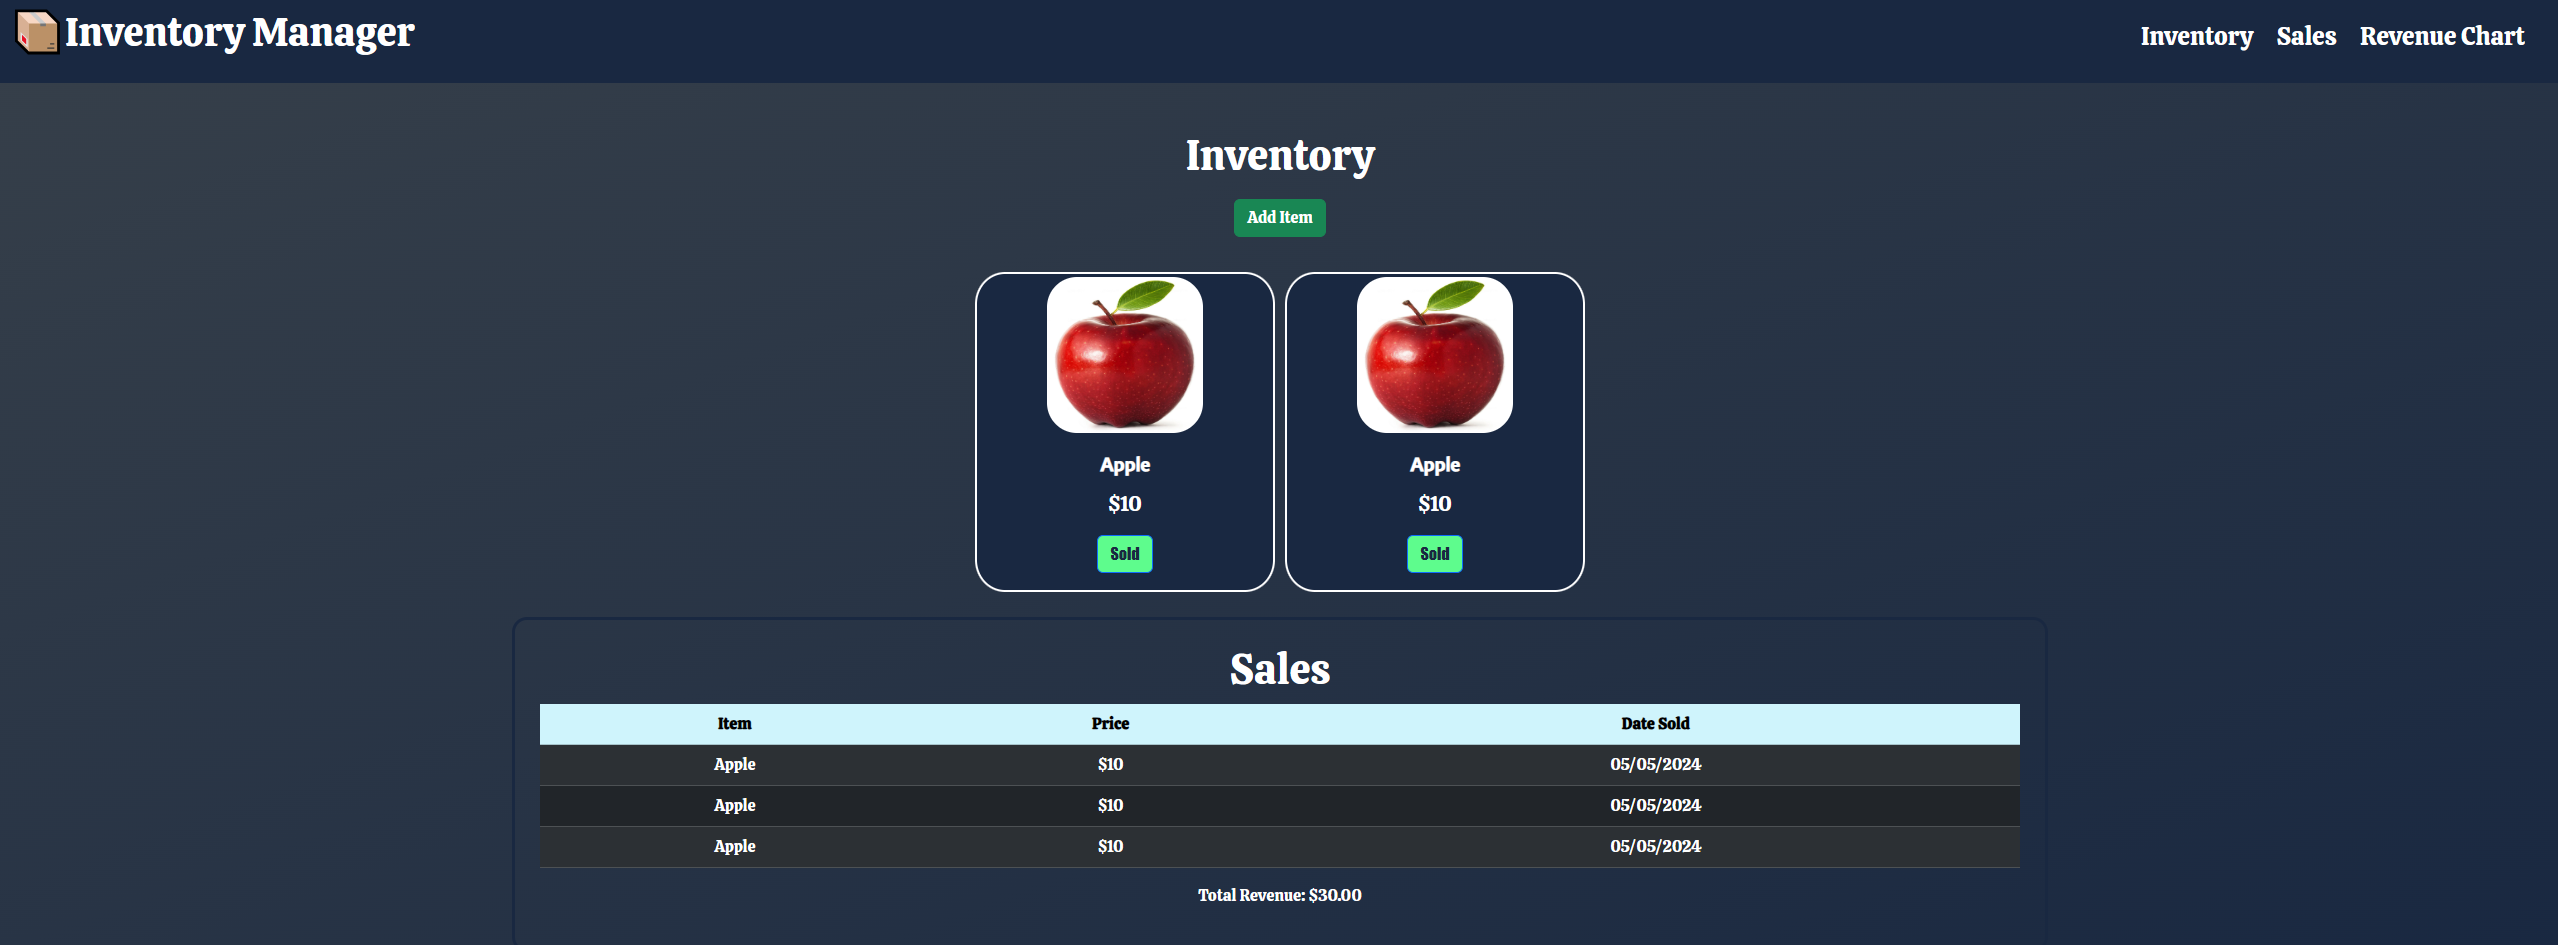 Inventory Manager
Inventory Sales Revenue Chart
Inventory
Add Item
Apple Apple
$10 $10
Sold Sold
Sales
Item Price Date Sold
Apple $10 05/05/2024
Apple $10 05/05/2024
Apple $10 05/05/2024
Total Revenue: $30.00